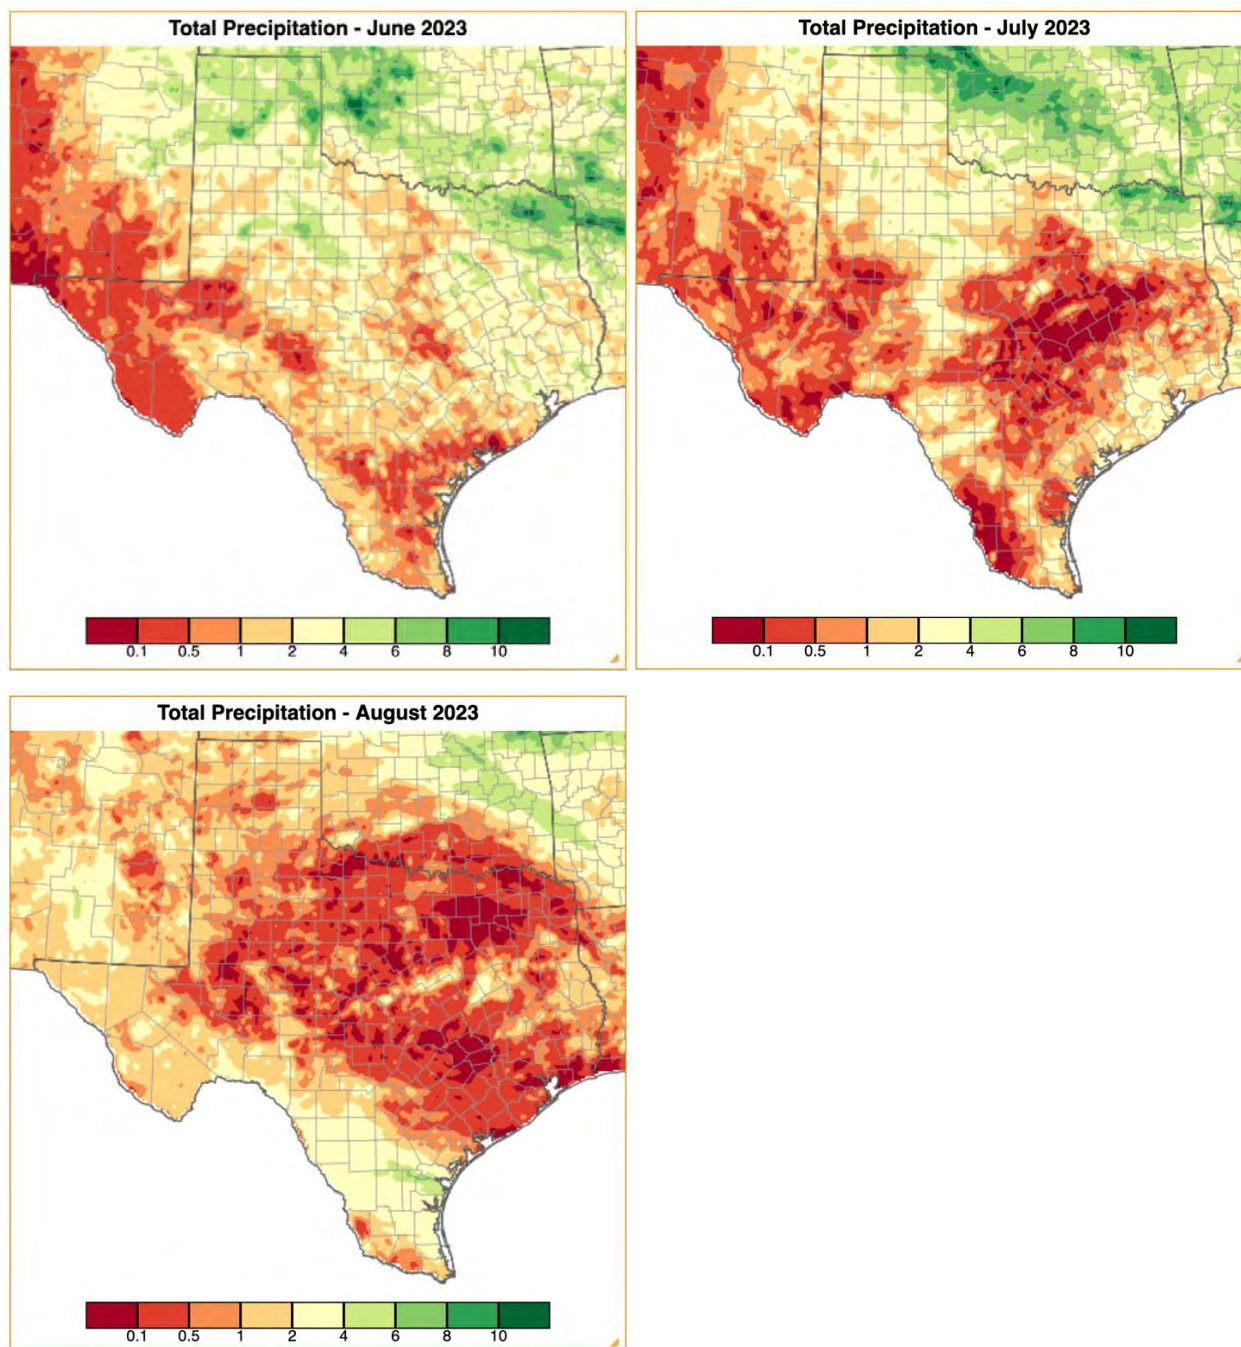 Total Precipitation - June 2023
0.1 0.5 1 2 4 6 8 10
Total Precipitation - July 2023
0.1 0.5 1 2 4 6 8 10
Total Precipitation - August 2023
0.1 0.5 1 2 4 6 8 10